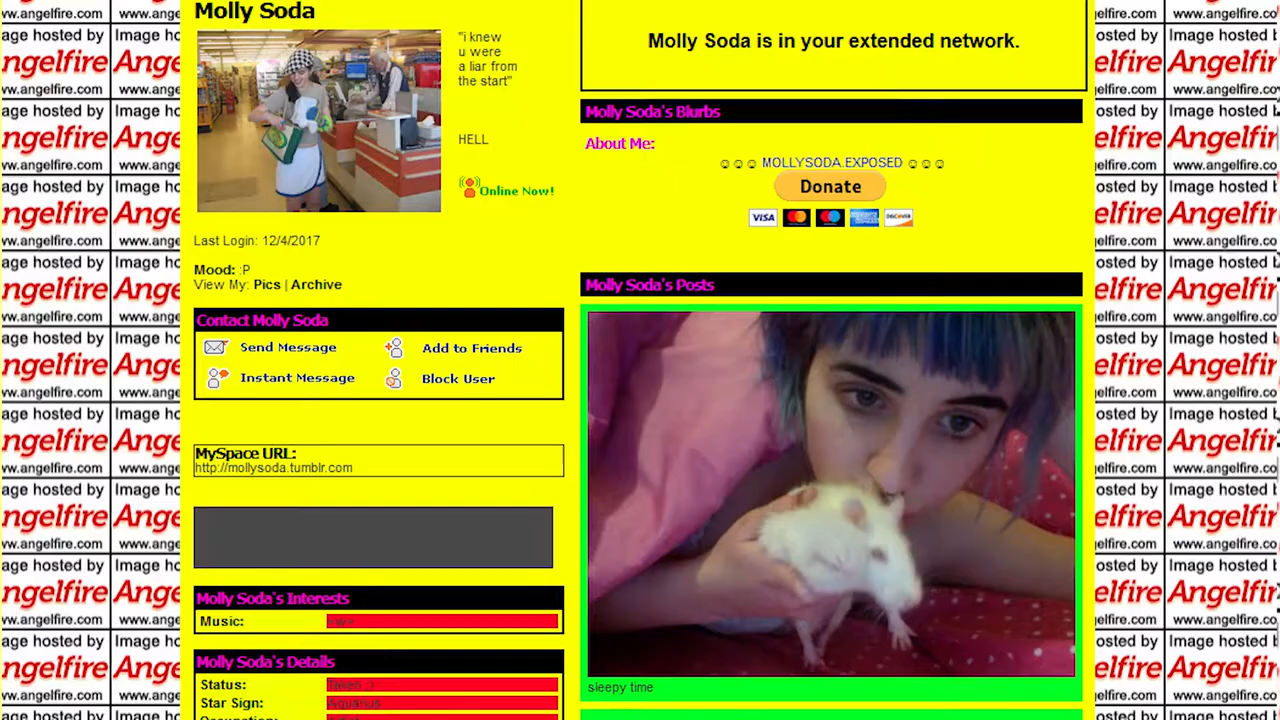 Molly Soda
"i knew
u were
a liar from
the start"
HELL
Online Now!
Last Login: 12/4/2017
Mood: :P
View My: Pics | Archive
Contact Molly Soda
Send Message
Add to Friends
Instant Message
Block User
MySpace URL:
http://mollysoda.tumblr.com
Molly Soda's Interests
Music:
Molly Soda's Details
Status: Taken :)
Star Sign: Aquarius
Molly Soda is in your extended network.
Molly Soda's Blurbs
About Me:
☺☺☺ MOLLYSODA.EXPOSED ☺☺☺
Donate
VISA
DISCOVER
Molly Soda's Posts
sleepy time
Image hosted by
Angelfire
www.angelfire.com